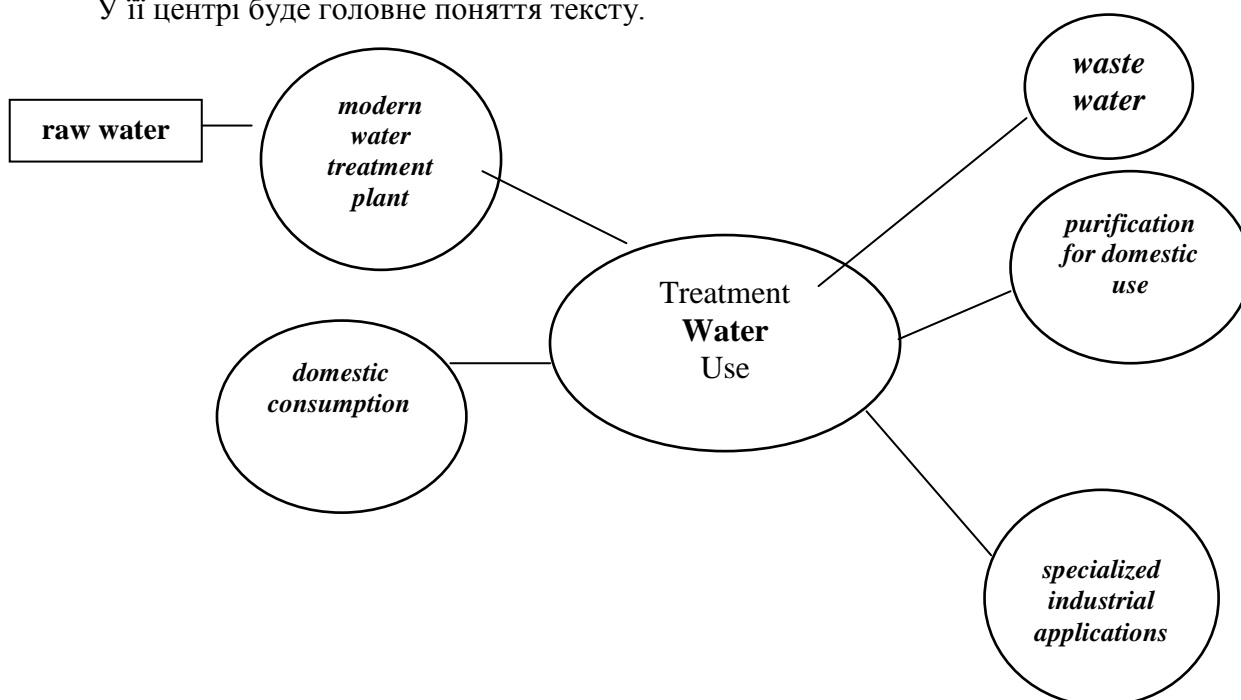 У її центрі буде головне поняття тексту.
raw water
modern
water
treatment
plant
waste
water
purification
for domestic
use
Treatment
Water
Use
domestic
consumption
specialized
industrial
applications